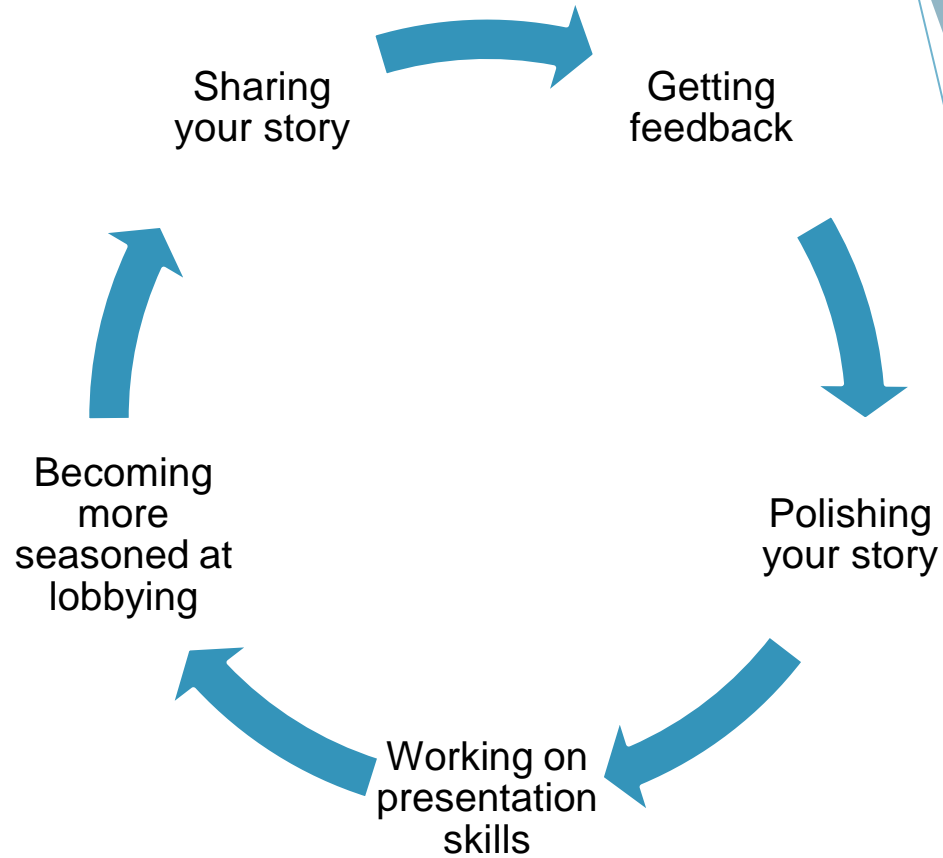 Sharing
your story
Getting
feedback
Polishing
your story
Working on
presentation
skills
Becoming
more
seasoned at
lobbying